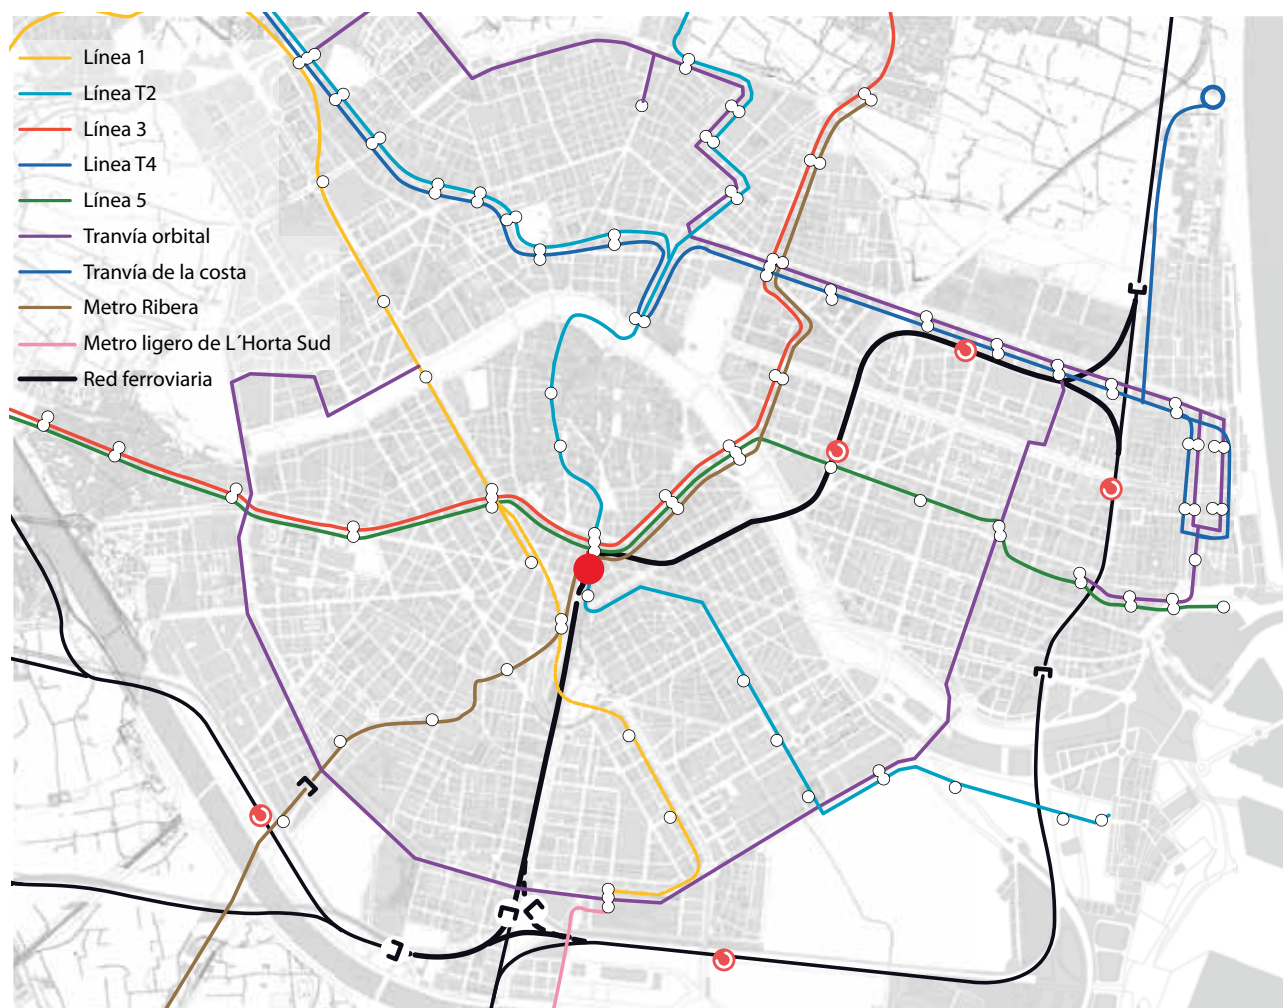 Línea 1
Línea T2
Línea 3
Linea T4
Línea 5
Tranvía orbital
Tranvía de la costa
Metro Ribera
Metro ligero de L´Horta Sud
Red ferroviaria